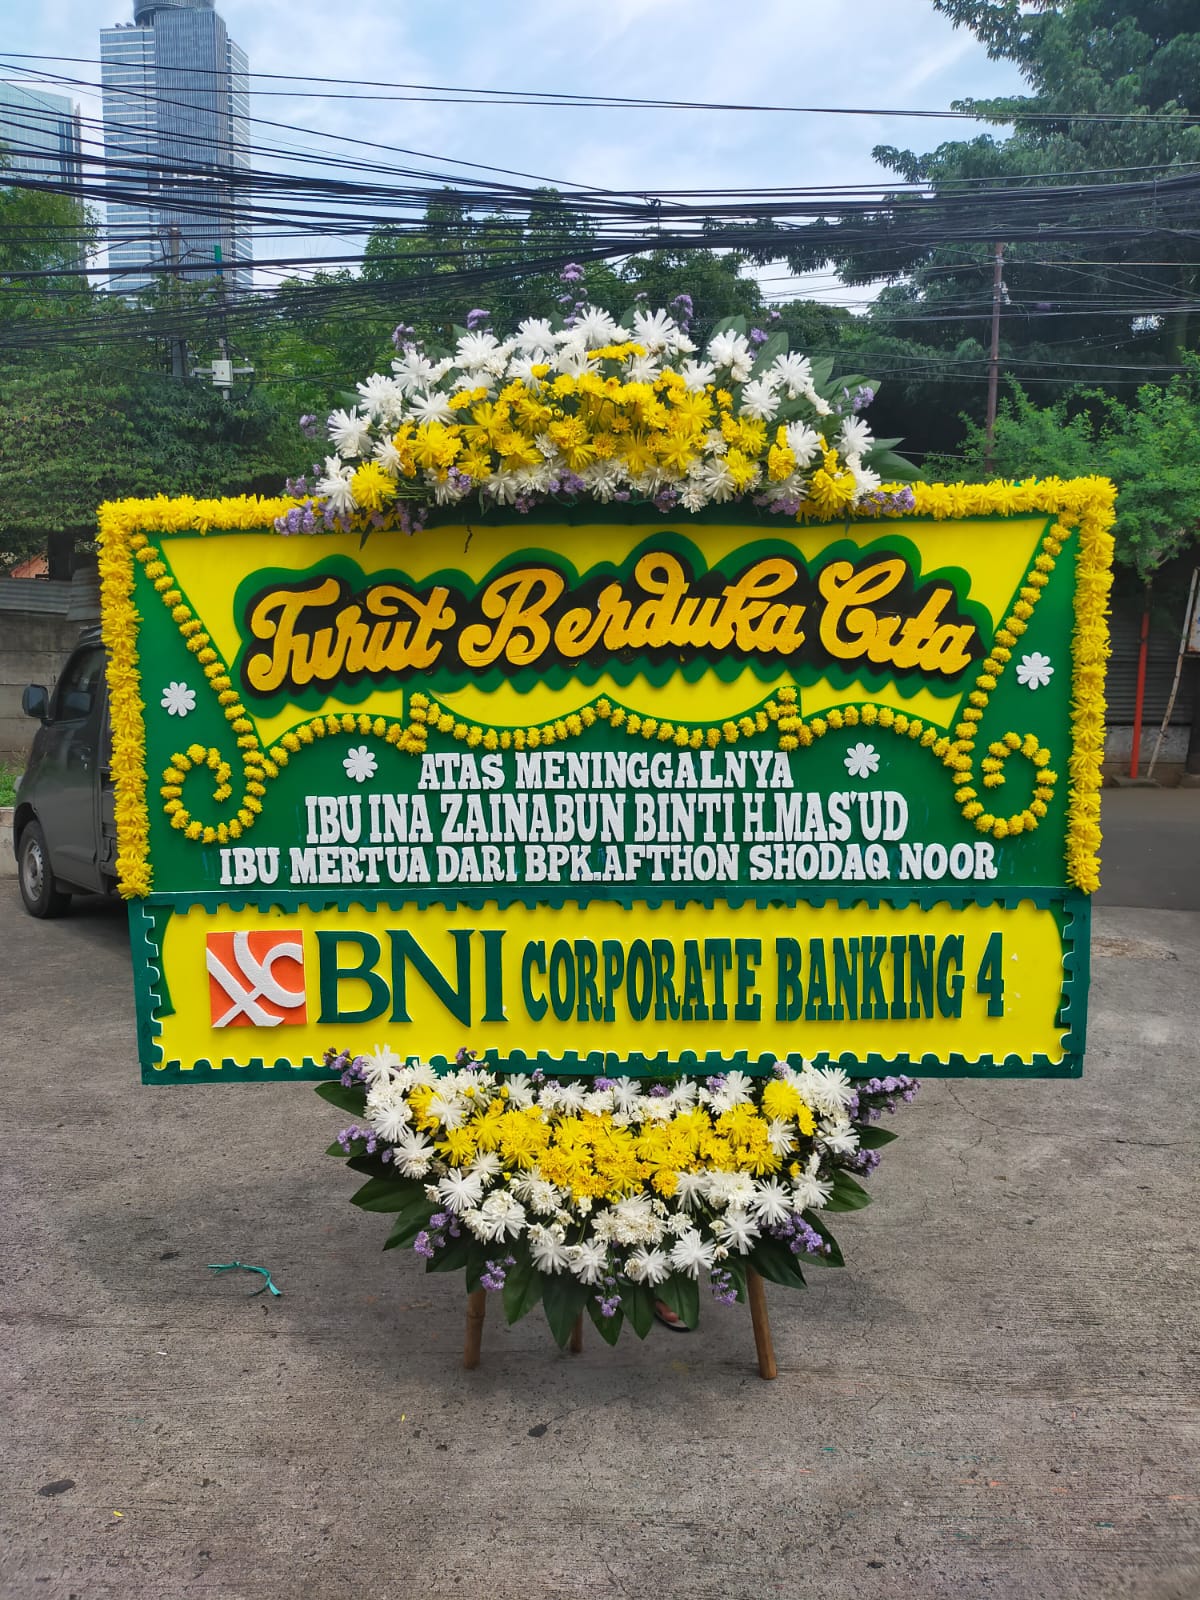 Turut Berduka Cita
ATAS MENINGGALNYA
IBU INA ZAINABUN BINTI H.MAS'UD
IBU MERTUA DARI BPK.AFTHON SHODAQ NOOR
BNI CORPORATE BANKING 4